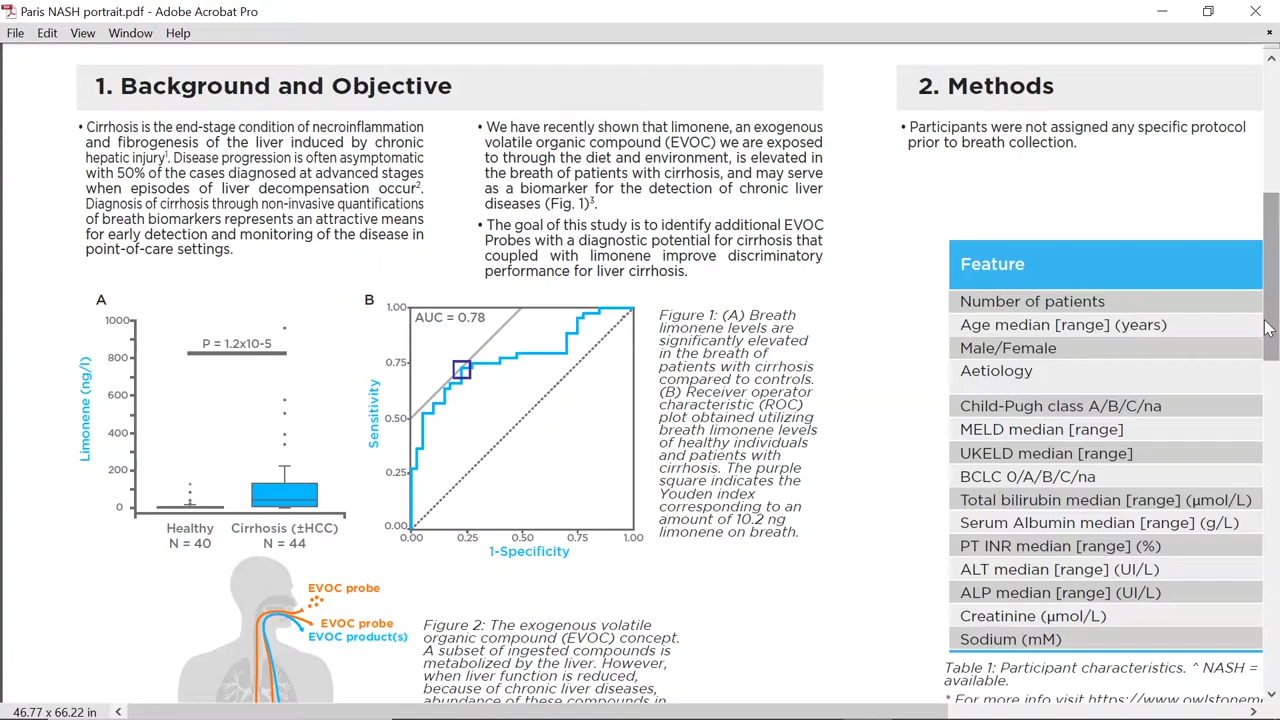 Paris NASH portrait.pdf - Adobe Acrobat Pro
File Edit View Window Help
1. Background and Objective
• Cirrhosis is the end-stage condition of necroinflammation
and fibrogenesis of the liver induced by chronic
hepatic injury1. Disease progression is often asymptomatic
with 50% of the cases diagnosed at advanced stages
when episodes of liver decompensation occur2.
Diagnosis of cirrhosis through non-invasive quantifications
of breath biomarkers represents an attractive means
for early detection and monitoring of the disease in
point-of-care settings.
• We have recently shown that limonene, an exogenous
volatile organic compound (EVOC) we are exposed
to through the diet and environment, is elevated in
the breath of patients with cirrhosis, and may serve
as a biomarker for the detection of chronic liver
diseases (Fig. 1)3.
• The goal of this study is to identify additional EVOC
Probes with a diagnostic potential for cirrhosis that
coupled with limonene improve discriminatory
performance for liver cirrhosis.
A
1000
800
600
400
200
0
Limonene (ng/l)
P = 1.2x10-5
Healthy
N = 40
Cirrhosis (±HCC)
N = 44
B
1.00
0.75
0.50
0.25
0.00
Sensitivity
AUC = 0.78
0.00 0.25 0.50 0.75 1.00
1-Specificity
Figure 1: (A) Breath
limonene levels are
significantly elevated
in the breath of
patients with cirrhosis
compared to controls.
(B) Receiver operator
characteristic (ROC)
plot obtained utilizing
breath limonene levels
of healthy individuals
and patients with
cirrhosis. The purple
square indicates the
Youden index
corresponding to an
amount of 10.2 ng
limonene on breath.
EVOC probe
EVOC probe
EVOC product(s)
Figure 2: The exogenous volatile
organic compound (EVOC) concept.
A subset of ingested compounds is
metabolized by the liver. However,
when liver function is reduced,
because of chronic liver diseases,
abundance of these compounds in
2. Methods
• Participants were not assigned any specific protocol
prior to breath collection.
Feature
Number of patients
Age median [range] (years)
Male/Female
Aetiology
Child-Pugh class A/B/C/na
MELD median [range]
UKELD median [range]
BCLC 0/A/B/C/na
Total bilirubin median [range] (µmol/L)
Serum Albumin median [range] (g/L)
PT INR median [range] (%)
ALT median [range] (UI/L)
ALP median [range] (UI/L)
Creatinine (µmol/L)
Sodium (mM)
Table 1: Participant characteristics. ^ NASH =
available.
* For more info visit https://www.owlstonem
46.77 x 66.22 in